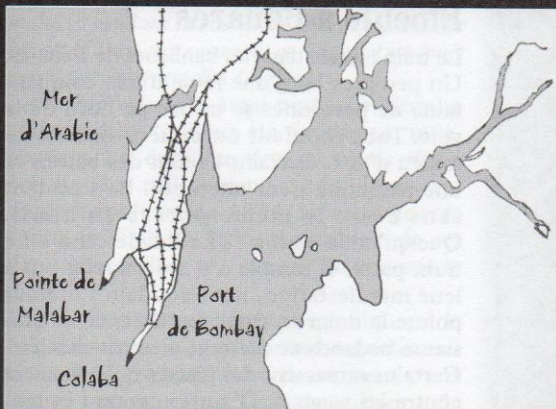 Mer
d'Arabie
Pointe de
Malabar
Port
de Bombay
Colaba